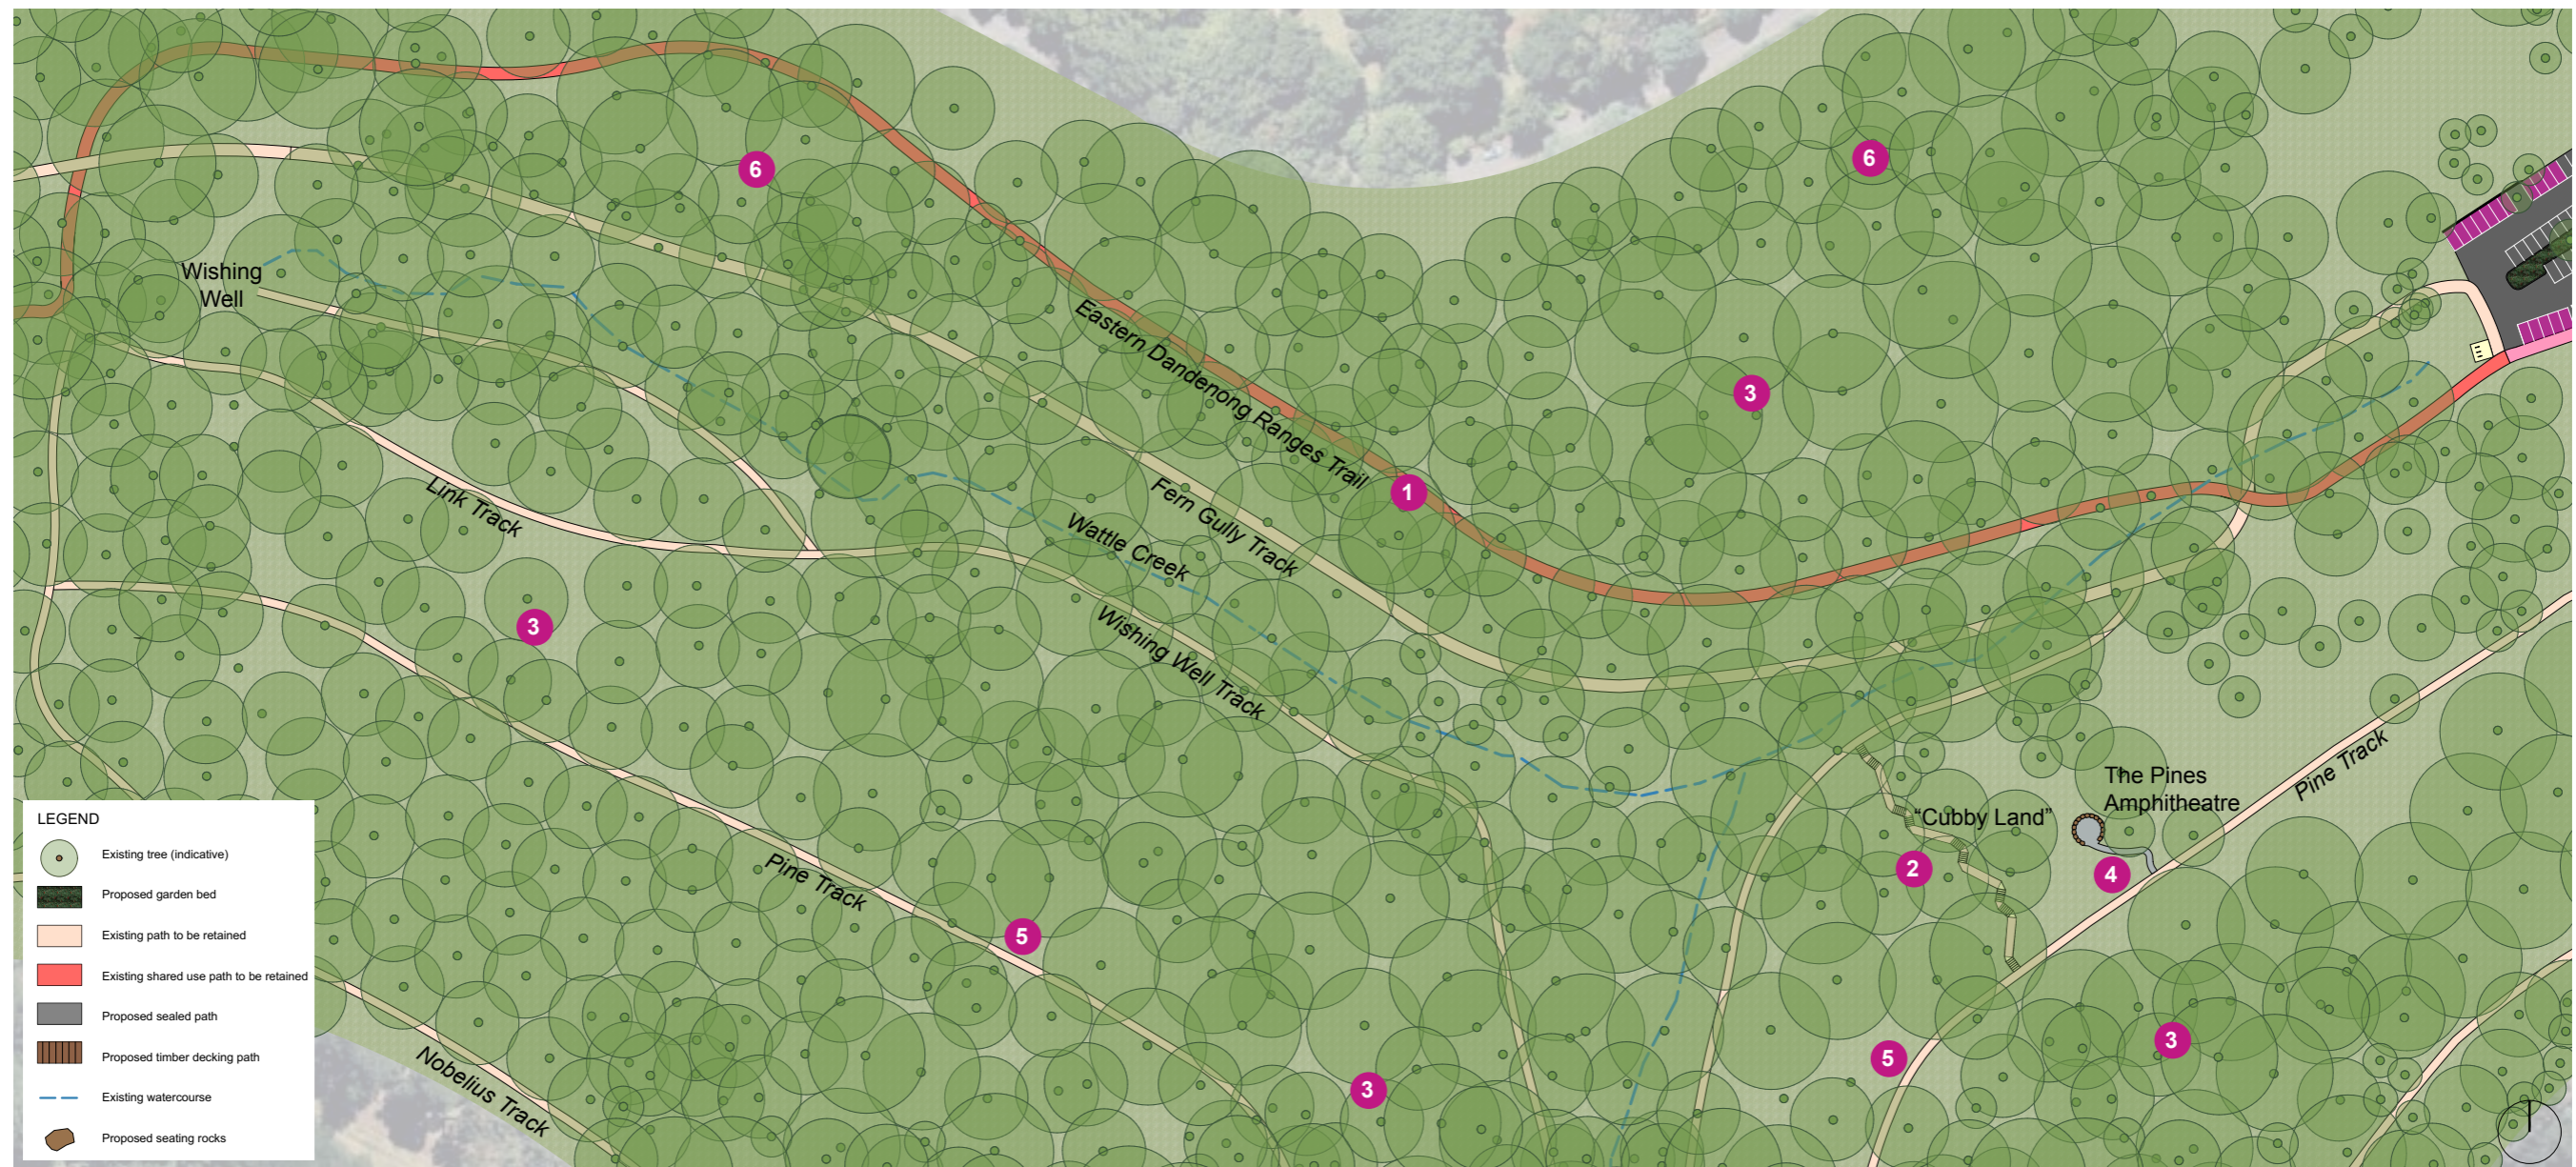 6
6
Wishing
Well
Eastern Dandenong Ranges Trail
3
1
Link Track
Fern Gully Track
Wattle Creek
3
Wishing Well Track
Pine Track
The Pines
Amphitheatre
"Cubby Land"
2
4
Pine Track
5
3
5
3
Nobelius Track
LEGEND
Existing tree (indicative)
Proposed garden bed
Existing path to be retained
Existing shared use path to be retained
Proposed sealed path
Proposed timber decking path
Existing watercourse
Proposed seating rocks